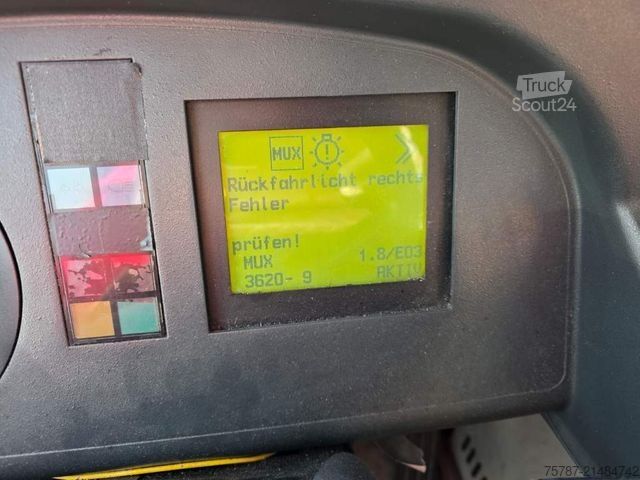 Truck
Scout24
MUX
Rückfahrlicht rechts
Fehler
prüfen!
MUX 1.8/E03
3620- 9 AKTIV
75787-21484742